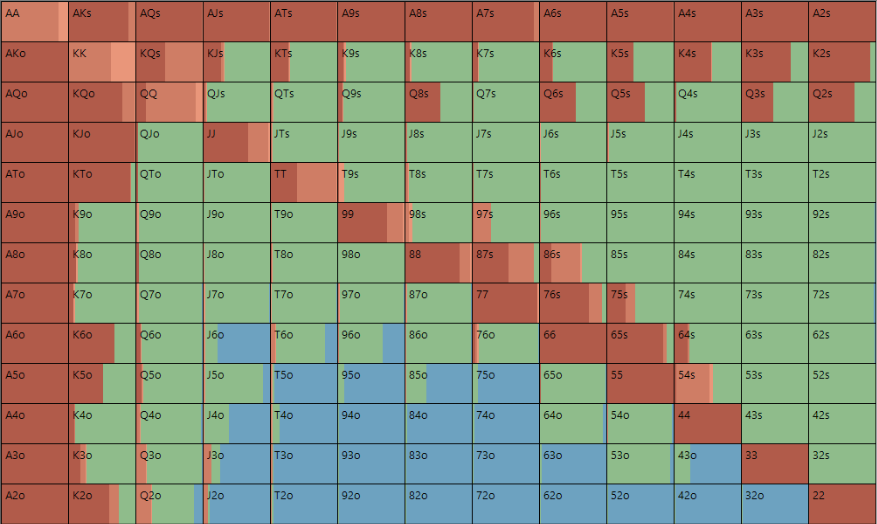 AA AKs AQs AJs ATs A9s A8s A7s A6s A5s A4s A3s A2s
AKo KK KQs KJs KTs K9s K8s K7s K6s K5s K4s K3s K2s
AQo KQo QQ QJs QTs Q9s Q8s Q7s Q6s Q5s Q4s Q3s Q2s
AJo KJo QJo JJ JTs J9s J8s J7s J6s J5s J4s J3s J2s
ATo KTo QTo JTo TT T9s T8s T7s T6s T5s T4s T3s T2s
A9o K9o Q9o J9o T9o 99 98s 97s 96s 95s 94s 93s 92s
A8o K8o Q8o J8o T8o 98o 88 87s 86s 85s 84s 83s 82s
A7o K7o Q7o J7o T7o 97o 87o 77 76s 75s 74s 73s 72s
A6o K6o Q6o J6o T6o 96o 86o 76o 66 65s 64s 63s 62s
A5o K5o Q5o J5o T5o 95o 85o 75o 65o 55 54s 53s 52s
A4o K4o Q4o J4o T4o 94o 84o 74o 64o 54o 44 43s 42s
A3o K3o Q3o J3o T3o 93o 83o 73o 63o 53o 43o 33 32s
A2o K2o Q2o J2o T2o 92o 82o 72o 62o 52o 42o 32o 22